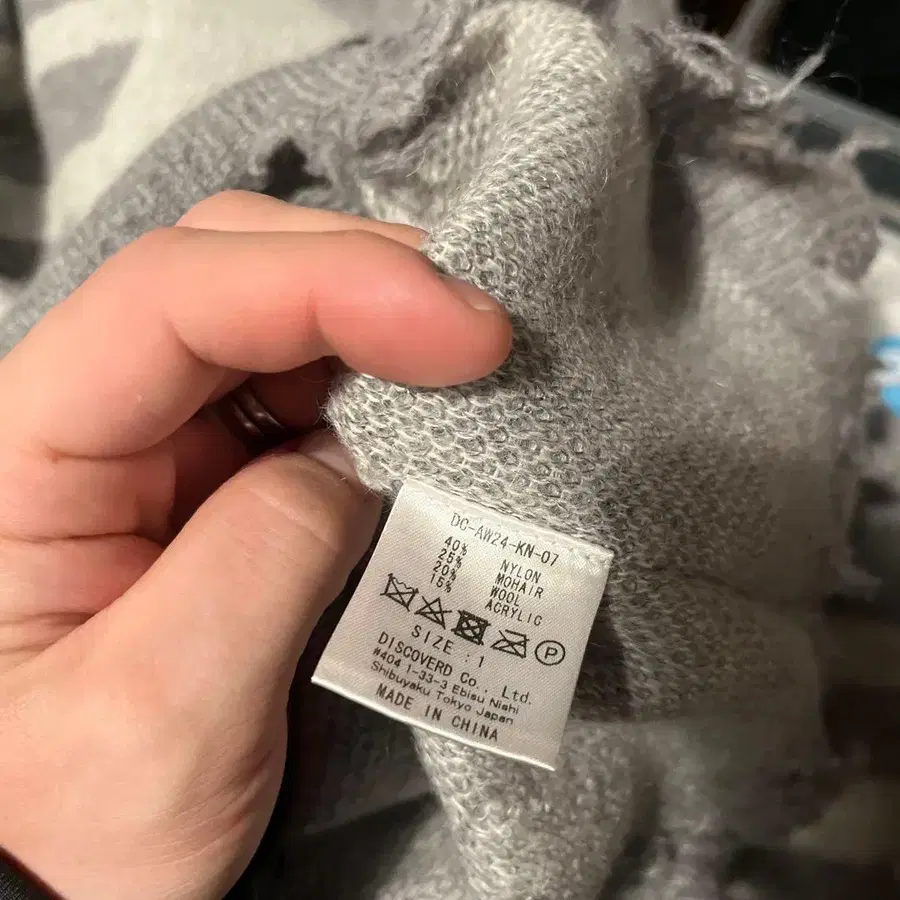 DC-AW24-KN-07
40% NYLON
25% MOHAIR
20% WOOL
15% ACRYLIC
P
SIZE : 1
DISCOVERD Co., Ltd.
#404 1-33-3 Ebisu Nishi
Shibuyaku Tokyo Japan
MADE IN CHINA